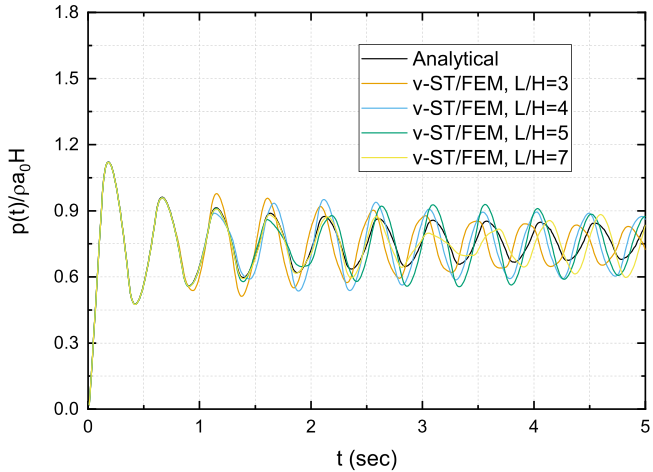 1.8
1.5
1.2
0.9
0.6
0.3
0.0
p(t)/ρa₀H
Analytical
v-ST/FEM, L/H=3
v-ST/FEM, L/H=4
v-ST/FEM, L/H=5
v-ST/FEM, L/H=7
0 1 2 3 4 5
t (sec)